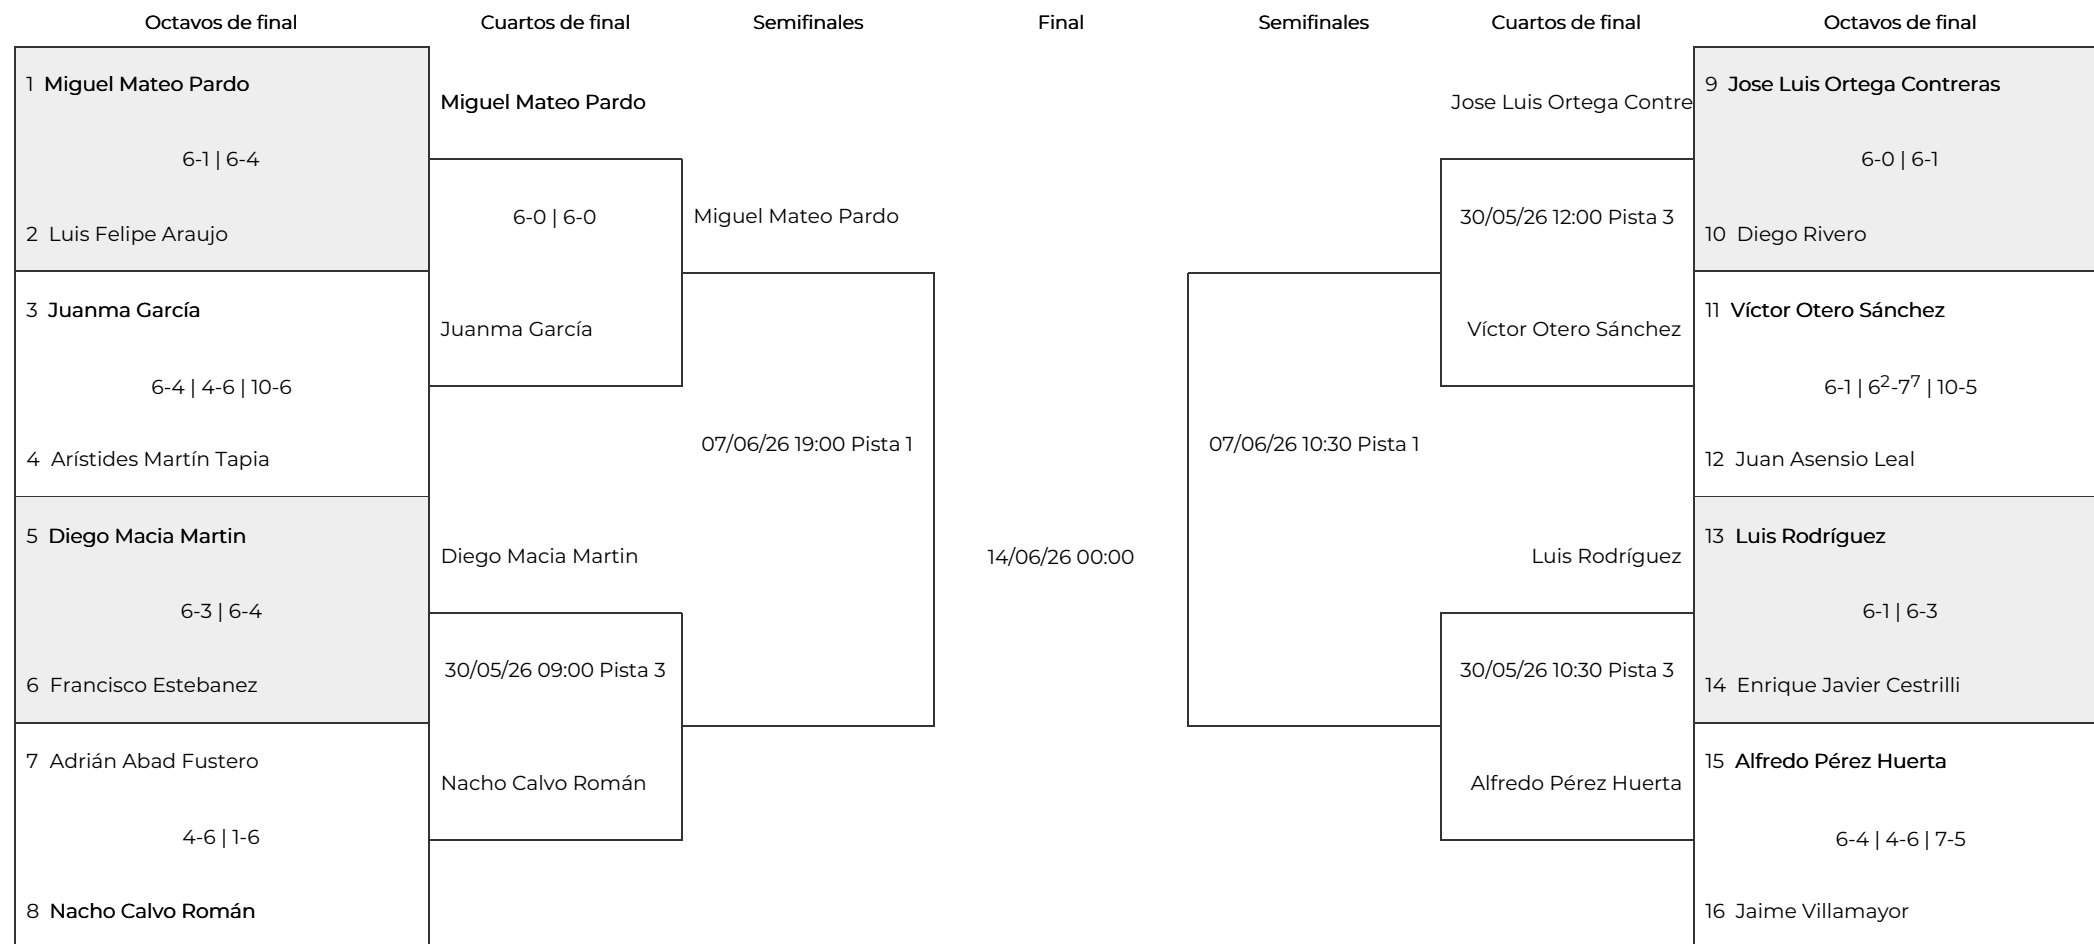 Octavos de final
Cuartos de final
Semifinales
Final
Semifinales
Cuartos de final
Octavos de final
1 Miguel Mateo Pardo
6-1 | 6-4
2 Luis Felipe Araujo
3 Juanma García
6-4 | 4-6 | 10-6
4 Arístides Martín Tapia
5 Diego Macia Martin
6-3 | 6-4
6 Francisco Estebanez
7 Adrián Abad Fustero
4-6 | 1-6
8 Nacho Calvo Román
Miguel Mateo Pardo
6-0 | 6-0
Juanma García
Diego Macia Martin
30/05/26 09:00 Pista 3
Nacho Calvo Román
Miguel Mateo Pardo
07/06/26 19:00 Pista 1
14/06/26 00:00
07/06/26 10:30 Pista 1
Jose Luis Ortega Contre
30/05/26 12:00 Pista 3
Víctor Otero Sánchez
Luis Rodríguez
30/05/26 10:30 Pista 3
Alfredo Pérez Huerta
9 Jose Luis Ortega Contreras
6-0 | 6-1
10 Diego Rivero
11 Víctor Otero Sánchez
6-1 | 6²-7⁷ | 10-5
12 Juan Asensio Leal
13 Luis Rodríguez
6-1 | 6-3
14 Enrique Javier Cestrilli
15 Alfredo Pérez Huerta
6-4 | 4-6 | 7-5
16 Jaime Villamayor